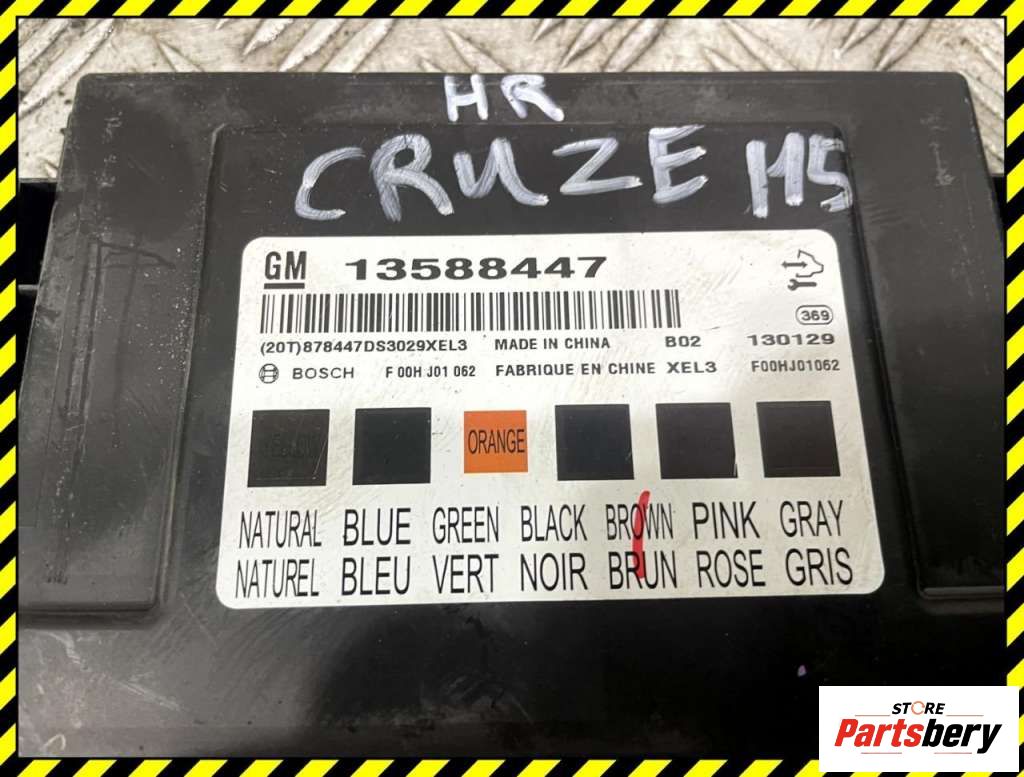 HR
CRUZE 115
GM 13588447
369
(20T)878447DS3029XEL3 MADE IN CHINA B02 130129
BOSCH F 00H J01 062 FABRIQUE EN CHINE XEL3 F00HJ01062
YELLOW ORANGE
NATURAL BLUE GREEN BLACK BROWN PINK GRAY
NATUREL BLEU VERT NOIR BRUN ROSE GRIS
STORE
Partsbery